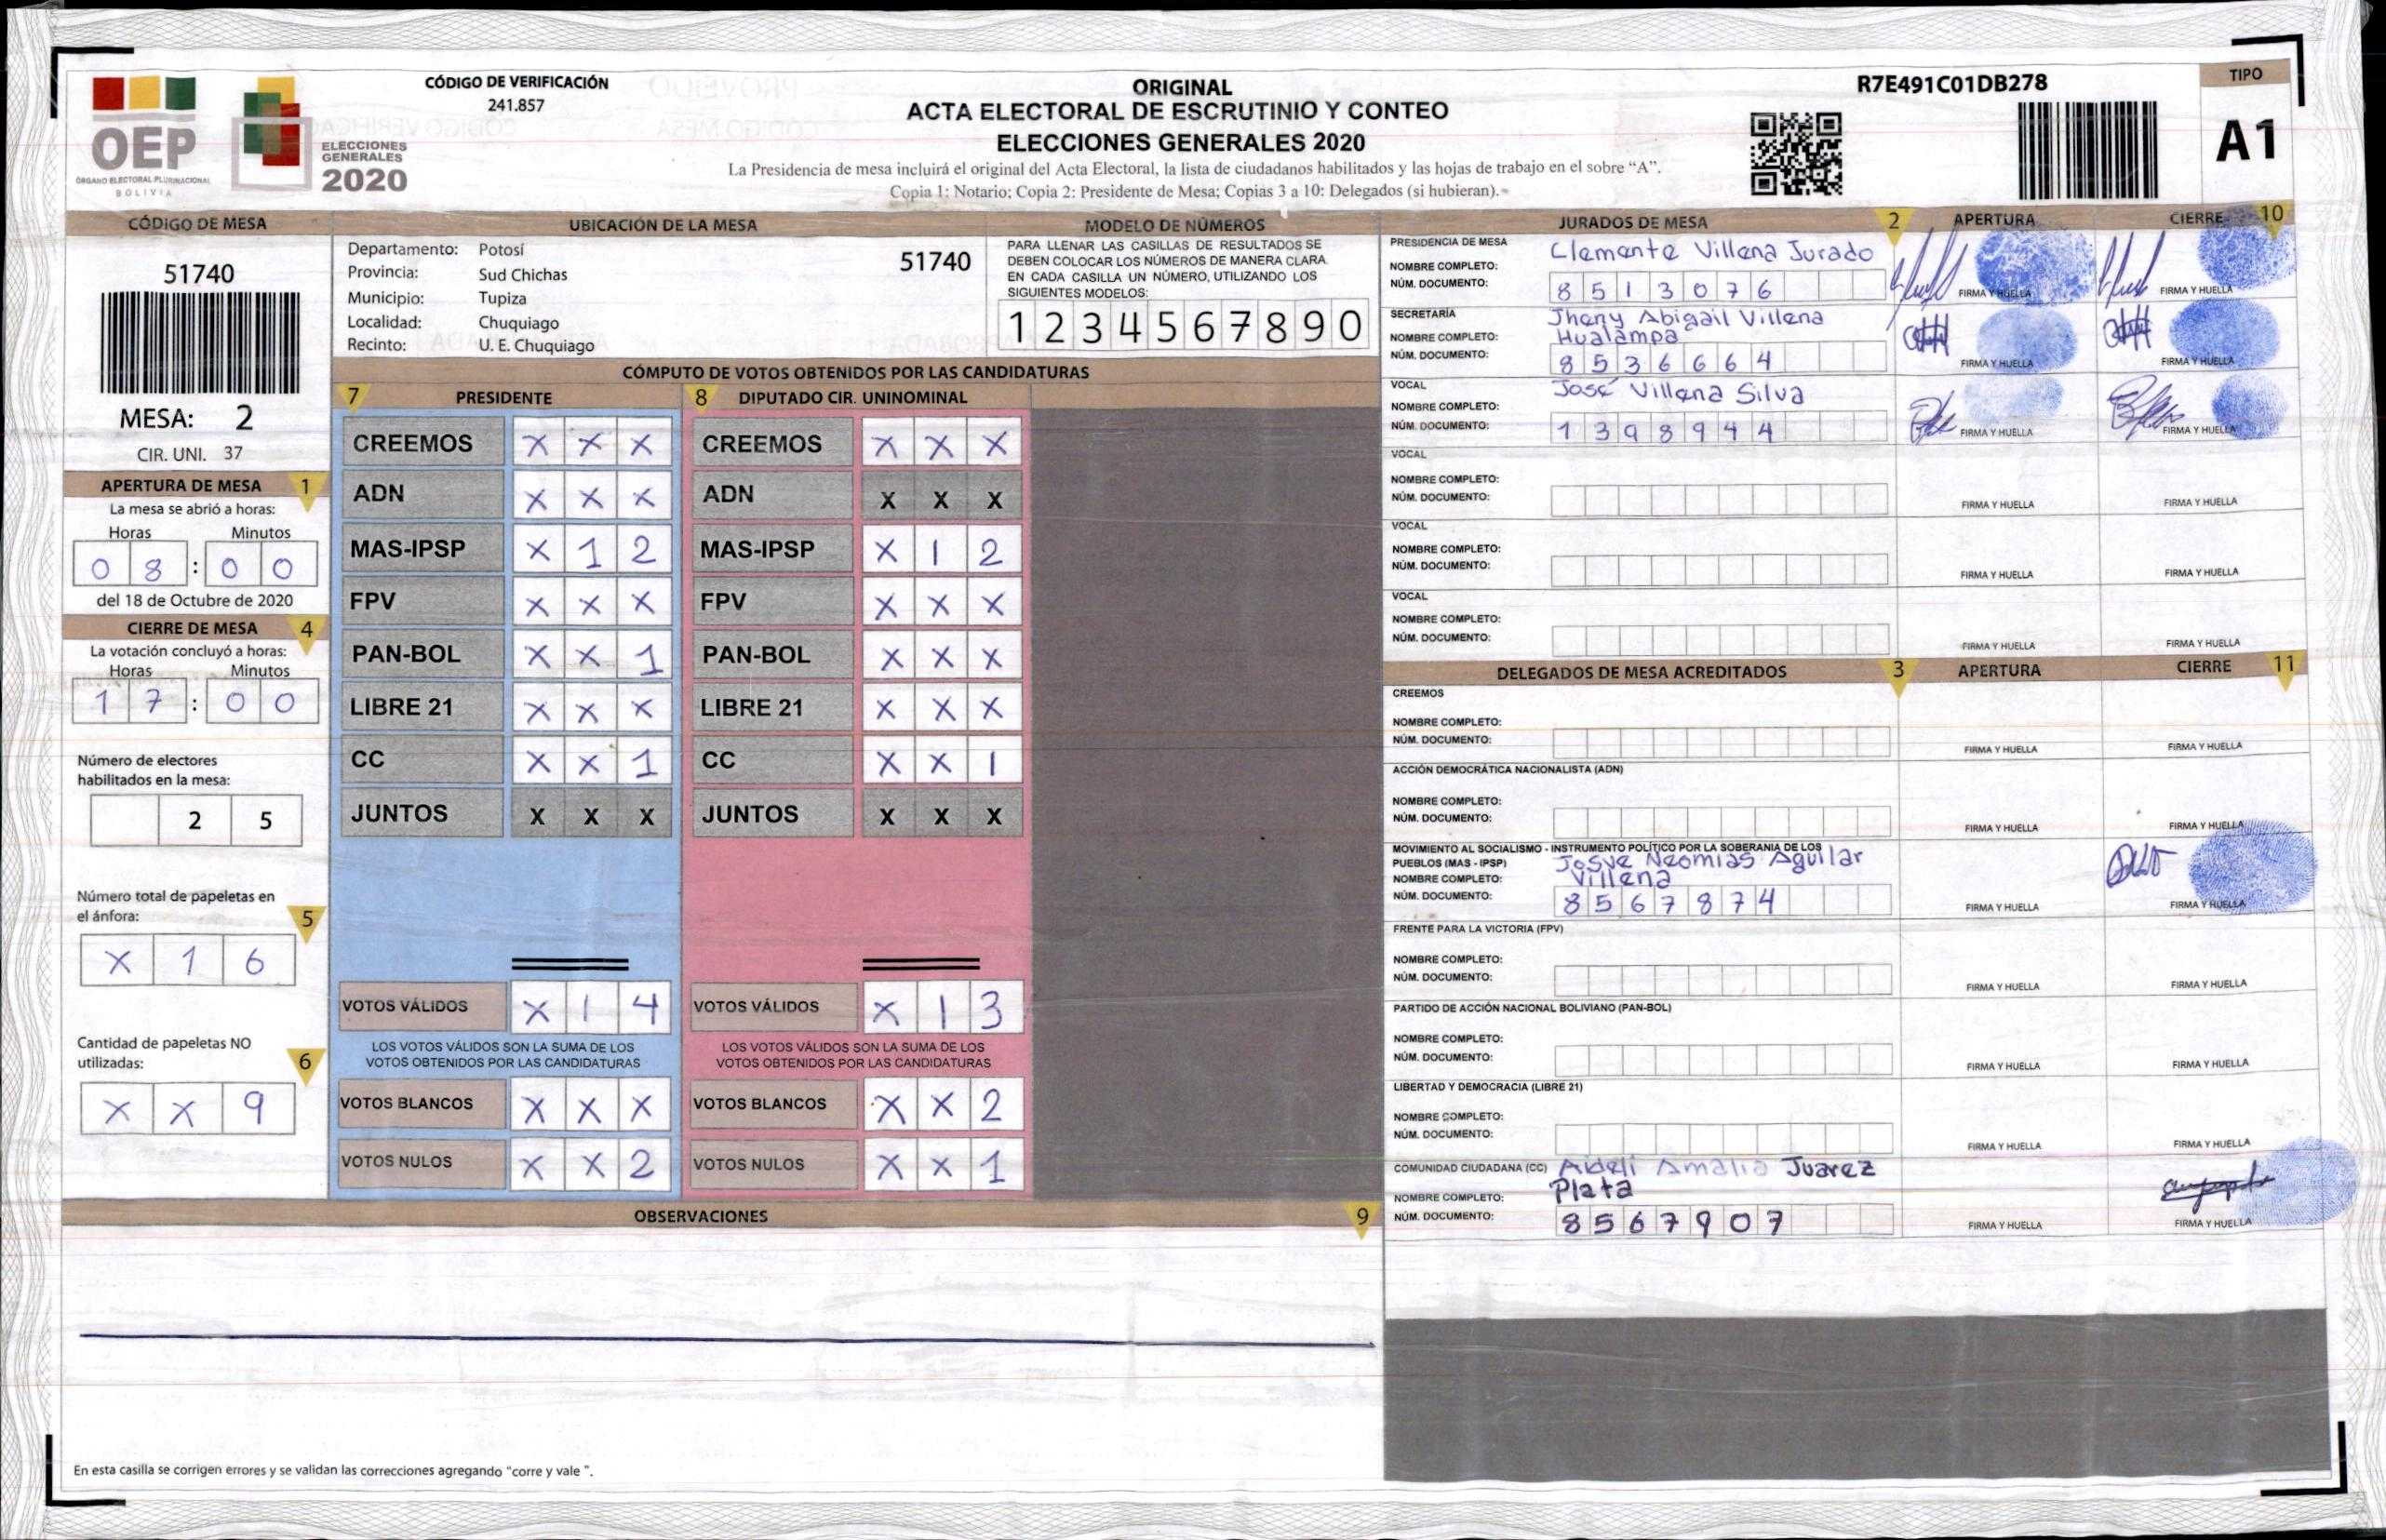 CÓDIGO DE VERIFICACIÓN
241.857
OEP
ÓRGANO ELECTORAL PLURINACIONAL
BOLIVIA
ELECCIONES
GENERALES
2020
ORIGINAL
ACTA ELECTORAL DE ESCRUTINIO Y CONTEO
ELECCIONES GENERALES 2020
La Presidencia de mesa incluirá el original del Acta Electoral, la lista de ciudadanos habilitados y las hojas de trabajo en el sobre “A”.
Copia 1: Notario; Copia 2: Presidente de Mesa; Copias 3 a 10: Delegados (si hubieran).
R7E491C01DB278
TIPO
A1
CÓDIGO DE MESA
51740
MESA: 2
CIR. UNI. 37
APERTURA DE MESA 1
La mesa se abrió a horas:
Horas Minutos
0 8 : 0 0
del 18 de Octubre de 2020
CIERRE DE MESA 4
La votación concluyó a horas:
Horas Minutos
1 7 : 0 0
Número de electores
habilitados en la mesa:
2 5
Número total de papeletas en
el ánfora: 5
X 1 6
Cantidad de papeletas NO
utilizadas: 6
X X 9
UBICACIÓN DE LA MESA
Departamento: Potosí
Provincia: Sud Chichas
Municipio: Tupiza
Localidad: Chuquiago
Recinto: U. E. Chuquiago
51740
MODELO DE NÚMEROS
PARA LLENAR LAS CASILLAS DE RESULTADOS SE
DEBEN COLOCAR LOS NÚMEROS DE MANERA CLARA.
EN CADA CASILLA UN NÚMERO, UTILIZANDO LOS
SIGUIENTES MODELOS:
1 2 3 4 5 6 7 8 9 0
CÓMPUTO DE VOTOS OBTENIDOS POR LAS CANDIDATURAS
7 PRESIDENTE
CREEMOS X X X
ADN X X X
MAS-IPSP X 1 2
FPV X X X
PAN-BOL X X 1
LIBRE 21 X X X
CC X X 1
JUNTOS X X X
VOTOS VÁLIDOS X 1 4
LOS VOTOS VÁLIDOS SON LA SUMA DE LOS
VOTOS OBTENIDOS POR LAS CANDIDATURAS
VOTOS BLANCOS X X X
VOTOS NULOS X X 2
8 DIPUTADO CIR. UNINOMINAL
CREEMOS X X X
ADN X X X
MAS-IPSP X 1 2
FPV X X X
PAN-BOL X X X
LIBRE 21 X X X
CC X X 1
JUNTOS X X X
VOTOS VÁLIDOS X 1 3
LOS VOTOS VÁLIDOS SON LA SUMA DE LOS
VOTOS OBTENIDOS POR LAS CANDIDATURAS
VOTOS BLANCOS X X 2
VOTOS NULOS X X 1
OBSERVACIONES 9
En esta casilla se corrigen errores y se validan las correcciones agregando “corre y vale ”.
JURADOS DE MESA 2 APERTURA CIERRE 10
PRESIDENCIA DE MESA
NOMBRE COMPLETO: Clemente Villena Jurado
NÚM. DOCUMENTO: 8 5 1 3 0 7 6
FIRMA Y HUELLA FIRMA Y HUELLA
SECRETARÍA
NOMBRE COMPLETO: Jheny Abigail Villena
Hualampa
NÚM. DOCUMENTO: 8 5 3 6 6 6 4
FIRMA Y HUELLA FIRMA Y HUELLA
VOCAL
NOMBRE COMPLETO: José Villena Silva
NÚM. DOCUMENTO: 1 3 9 8 9 4 4
FIRMA Y HUELLA FIRMA Y HUELLA
VOCAL
NOMBRE COMPLETO:
NÚM. DOCUMENTO:
FIRMA Y HUELLA FIRMA Y HUELLA
VOCAL
NOMBRE COMPLETO:
NÚM. DOCUMENTO:
FIRMA Y HUELLA FIRMA Y HUELLA
VOCAL
NOMBRE COMPLETO:
NÚM. DOCUMENTO:
FIRMA Y HUELLA FIRMA Y HUELLA
DELEGADOS DE MESA ACREDITADOS 3 APERTURA CIERRE 11
CREEMOS
NOMBRE COMPLETO:
NÚM. DOCUMENTO:
FIRMA Y HUELLA FIRMA Y HUELLA
ACCIÓN DEMOCRÁTICA NACIONALISTA (ADN)
NOMBRE COMPLETO:
NÚM. DOCUMENTO:
FIRMA Y HUELLA FIRMA Y HUELLA
MOVIMIENTO AL SOCIALISMO - INSTRUMENTO POLÍTICO POR LA SOBERANIA DE LOS
PUEBLOS (MAS - IPSP) Josve Neomias Aguilar
NOMBRE COMPLETO: Villena
NÚM. DOCUMENTO: 8 5 6 7 8 7 4
FIRMA Y HUELLA FIRMA Y HUELLA
FRENTE PARA LA VICTORIA (FPV)
NOMBRE COMPLETO:
NÚM. DOCUMENTO:
FIRMA Y HUELLA FIRMA Y HUELLA
PARTIDO DE ACCIÓN NACIONAL BOLIVIANO (PAN-BOL)
NOMBRE COMPLETO:
NÚM. DOCUMENTO:
FIRMA Y HUELLA FIRMA Y HUELLA
LIBERTAD Y DEMOCRACIA (LIBRE 21)
NOMBRE COMPLETO:
NÚM. DOCUMENTO:
FIRMA Y HUELLA FIRMA Y HUELLA
COMUNIDAD CIUDADANA (CC) Aideli Amalia Juarez
NOMBRE COMPLETO: Plata
NÚM. DOCUMENTO: 8 5 6 7 9 0 7
FIRMA Y HUELLA FIRMA Y HUELLA